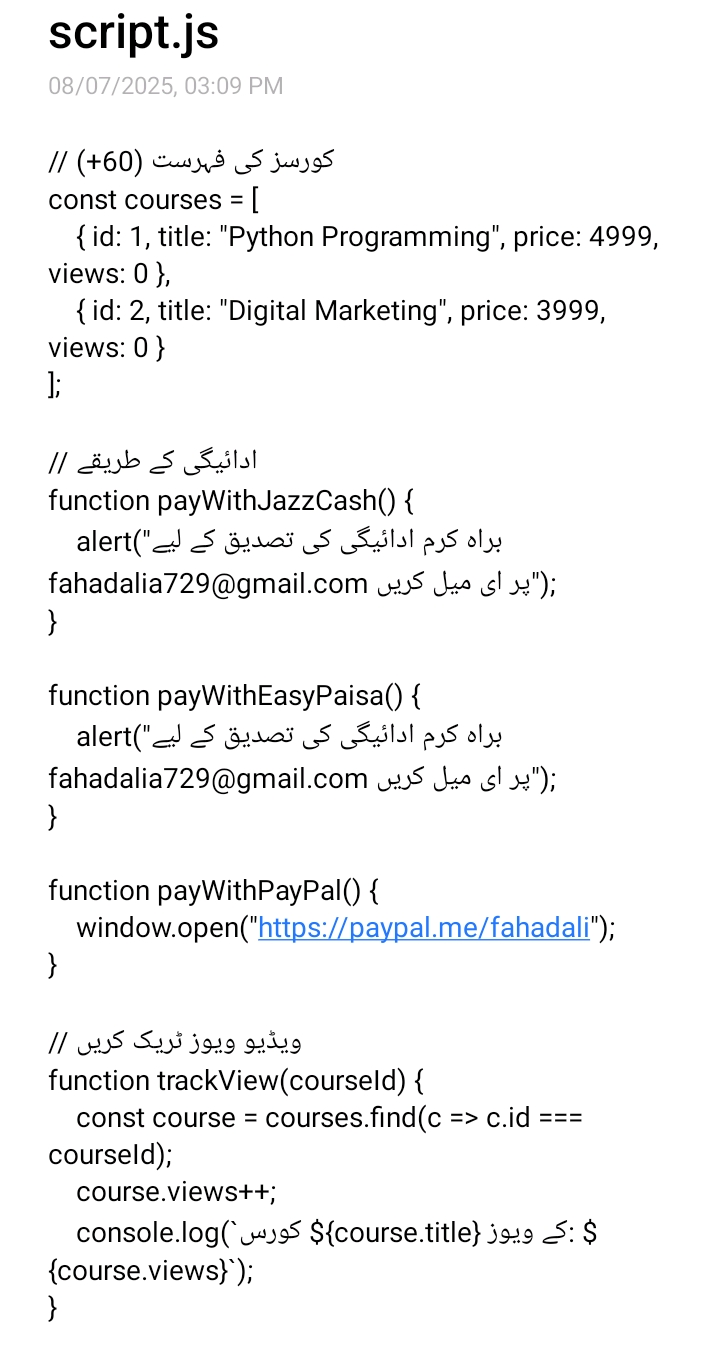 script.js
08/07/2025, 03:09 PM
// کورسز کی فہرست (60+)
const courses = [
{ id: 1, title: "Python Programming", price: 4999,
views: 0 },
{ id: 2, title: "Digital Marketing", price: 3999,
views: 0 }
];
// ادائیگی کے طریقے
function payWithJazzCash() {
alert("براہ کرم ادائیگی کی تصدیق کے لیے
fahadalia729@gmail.com پر ای میل کریں");
}
function payWithEasyPaisa() {
alert("براہ کرم ادائیگی کی تصدیق کے لیے
fahadalia729@gmail.com پر ای میل کریں");
}
function payWithPayPal() {
window.open("https://paypal.me/fahadali");
}
// ویڈیو ویوز ٹریک کریں
function trackView(courseId) {
const course = courses.find(c => c.id ===
courseId);
course.views++;
console.log(`کورس ${course.title} کے ویوز: $
{course.views}`);
}